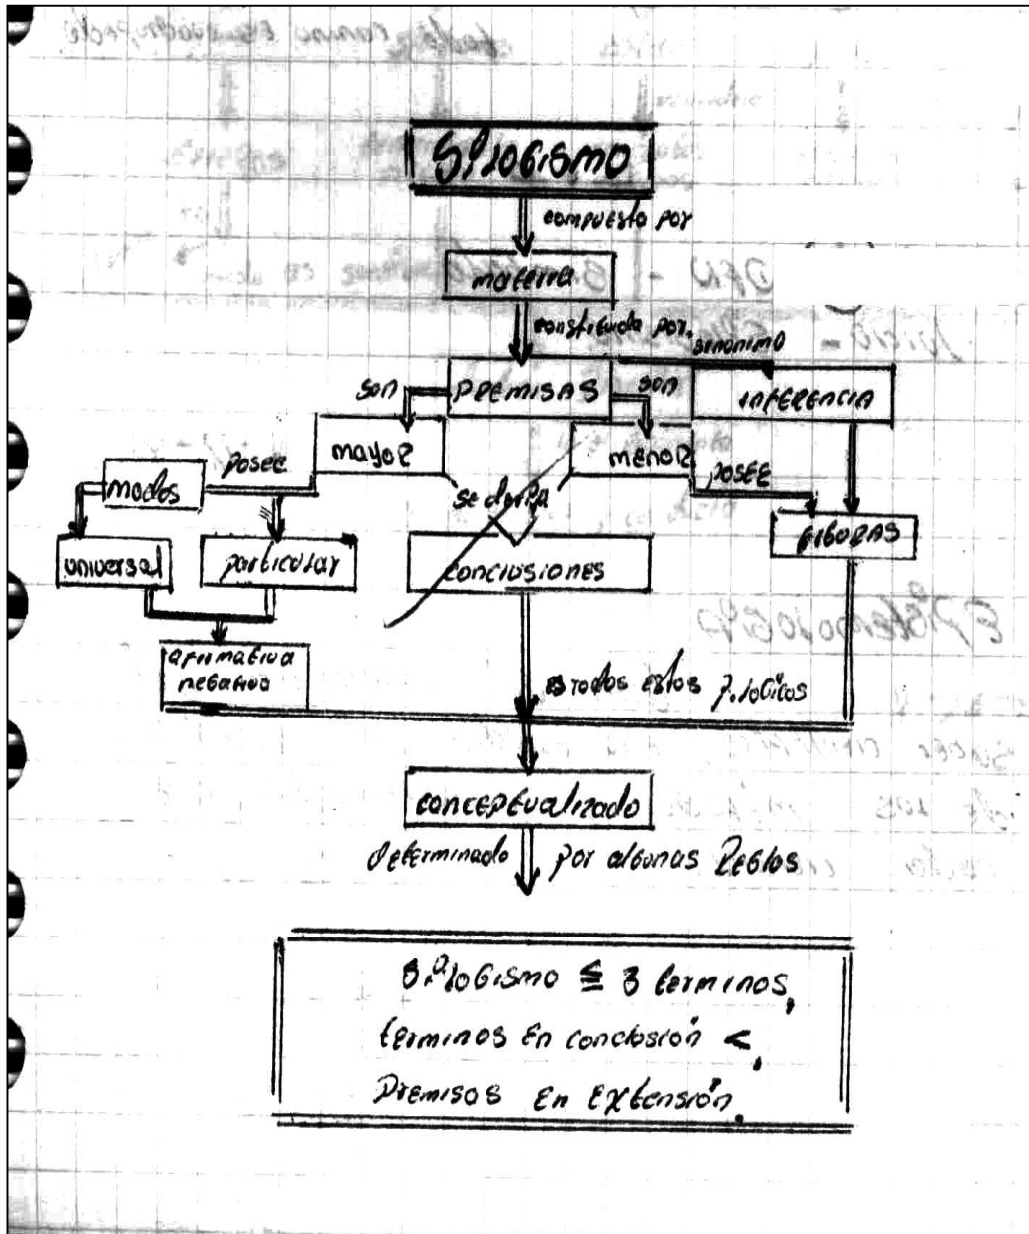 Silogismo
compuesto por
materia
constituida por.
sinonimo
son
PREMISAS
son
INFERENCIA
mayor
menor
posee
posee
modos
se deriva
universal
particular
conclusiones
figuras
afirmativa
negativa
todos estos p. logicos
conceptualizado
determinado por algunas Reglas
Silogismo ≤ 3 terminos,
terminos En conclusión <,
Premisas En Extensión.
Epistemología